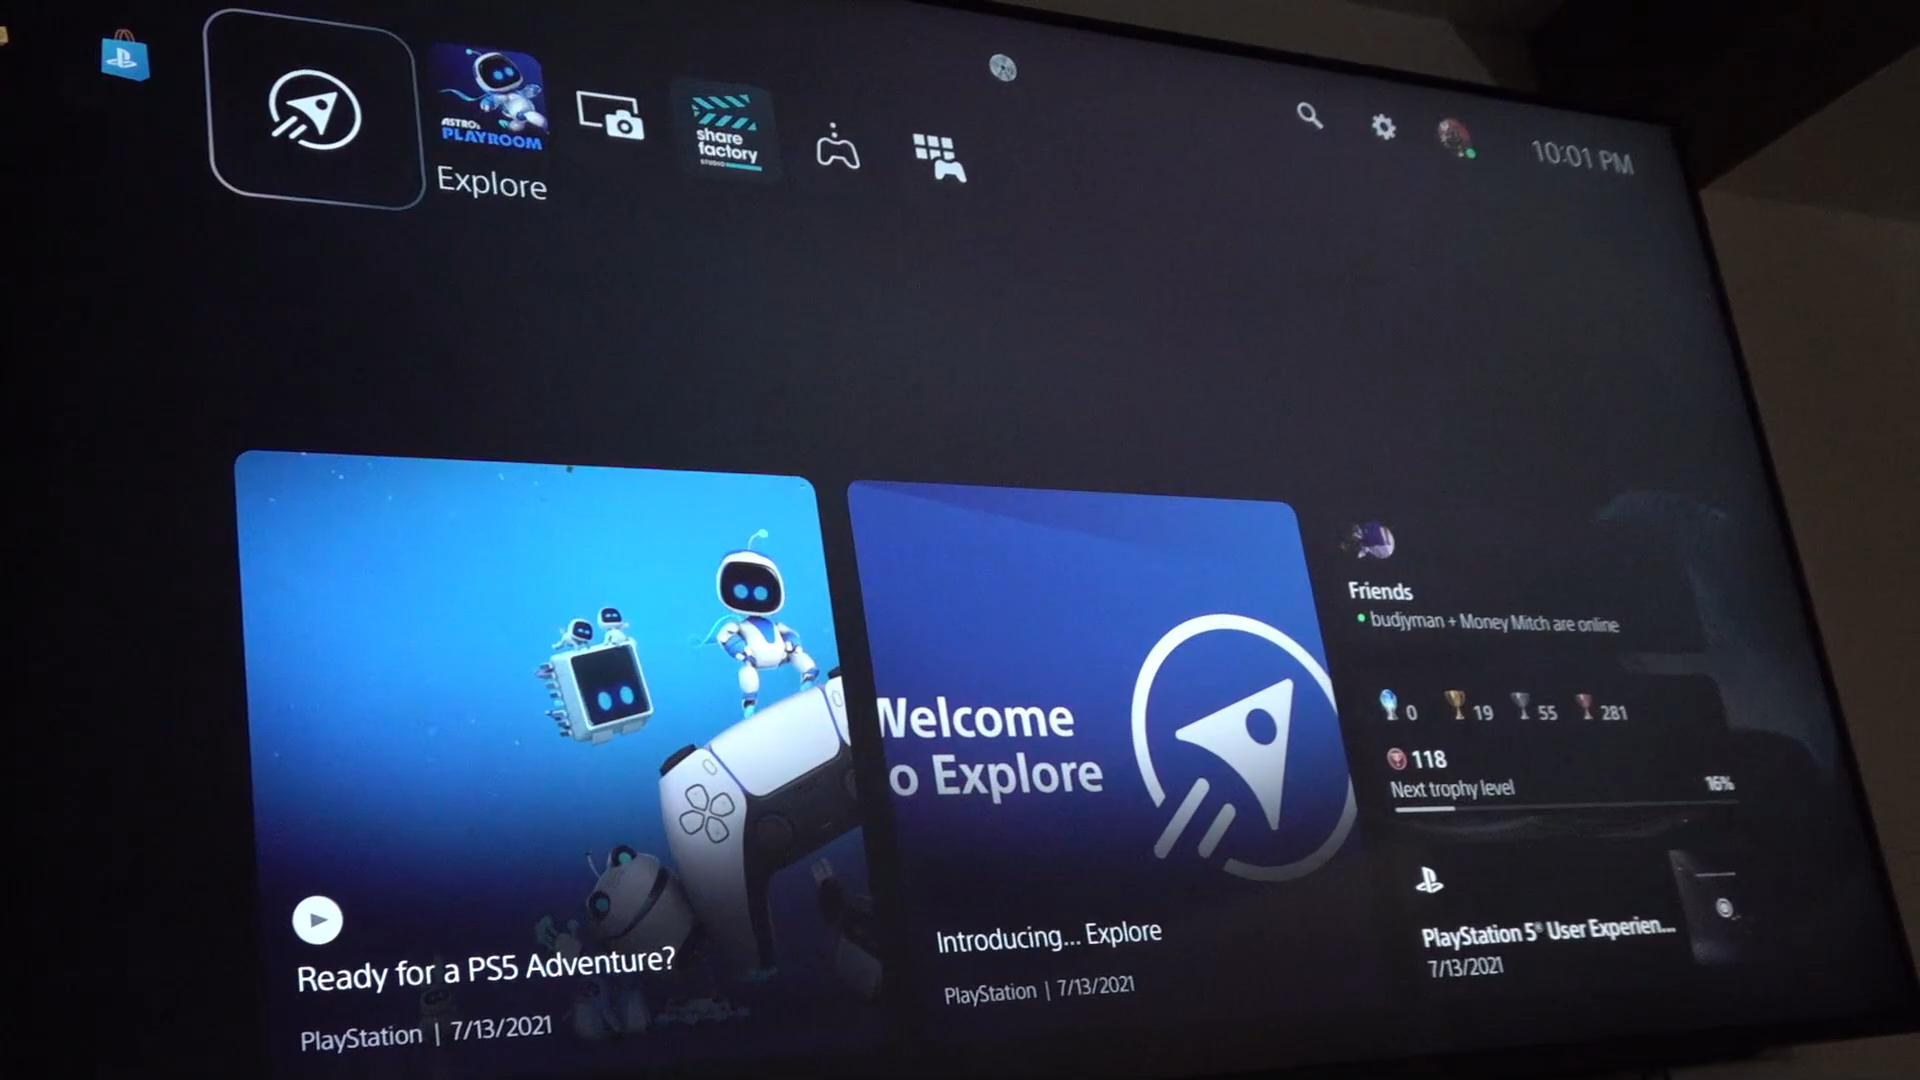 ASTRO's
PLAYROOM
share
factory
STUDIO
Explore
10:01 PM
Welcome
o Explore
Friends
budjyman + Money Mitch are online
0 19 55 281
118
Next trophy level 16%
Ready for a PS5 Adventure?
PlayStation | 7/13/2021
Introducing... Explore
PlayStation | 7/13/2021
PlayStation 5® User Experien...
7/13/2021